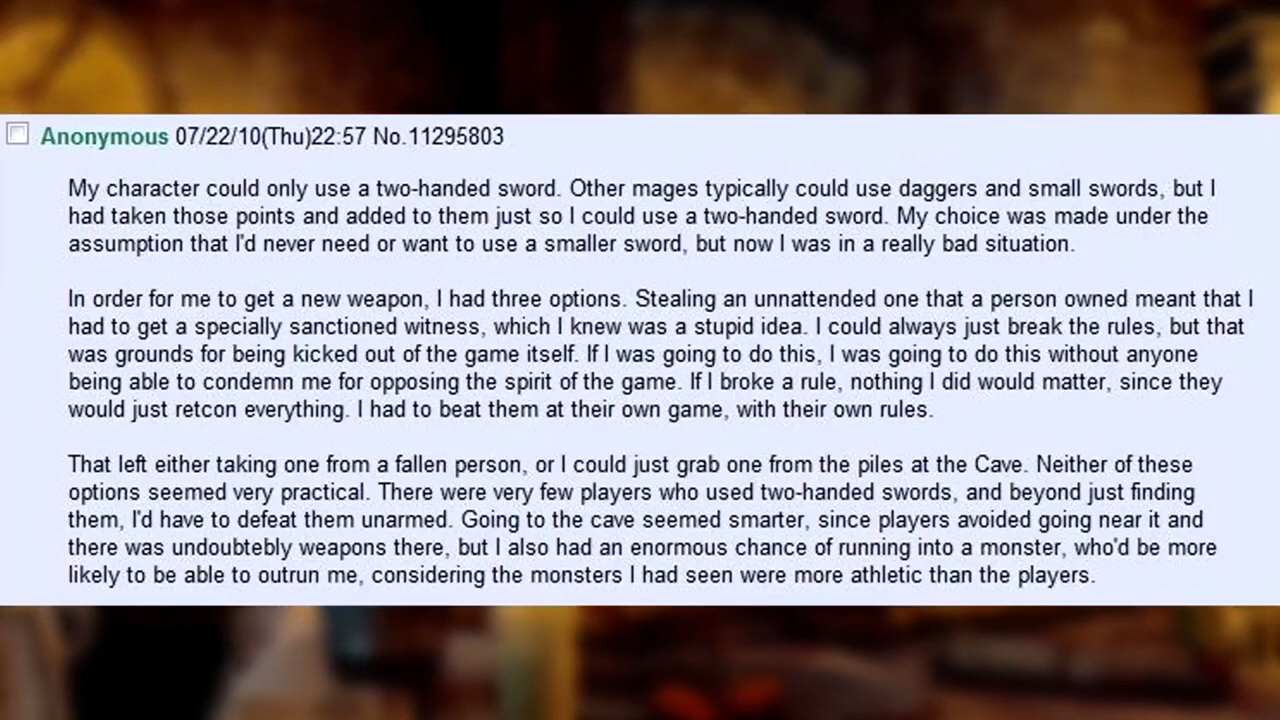 Anonymous 07/22/10(Thu)22:57 No.11295803
My character could only use a two-handed sword. Other mages typically could use daggers and small swords, but I
had taken those points and added to them just so I could use a two-handed sword. My choice was made under the
assumption that I'd never need or want to use a smaller sword, but now I was in a really bad situation.
In order for me to get a new weapon, I had three options. Stealing an unnattended one that a person owned meant that I
had to get a specially sanctioned witness, which I knew was a stupid idea. I could always just break the rules, but that
was grounds for being kicked out of the game itself. If I was going to do this, I was going to do this without anyone
being able to condemn me for opposing the spirit of the game. If I broke a rule, nothing I did would matter, since they
would just retcon everything. I had to beat them at their own game, with their own rules.
That left either taking one from a fallen person, or I could just grab one from the piles at the Cave. Neither of these
options seemed very practical. There were very few players who used two-handed swords, and beyond just finding
them, I'd have to defeat them unarmed. Going to the cave seemed smarter, since players avoided going near it and
there was undoubtebly weapons there, but I also had an enormous chance of running into a monster, who'd be more
likely to be able to outrun me, considering the monsters I had seen were more athletic than the players.